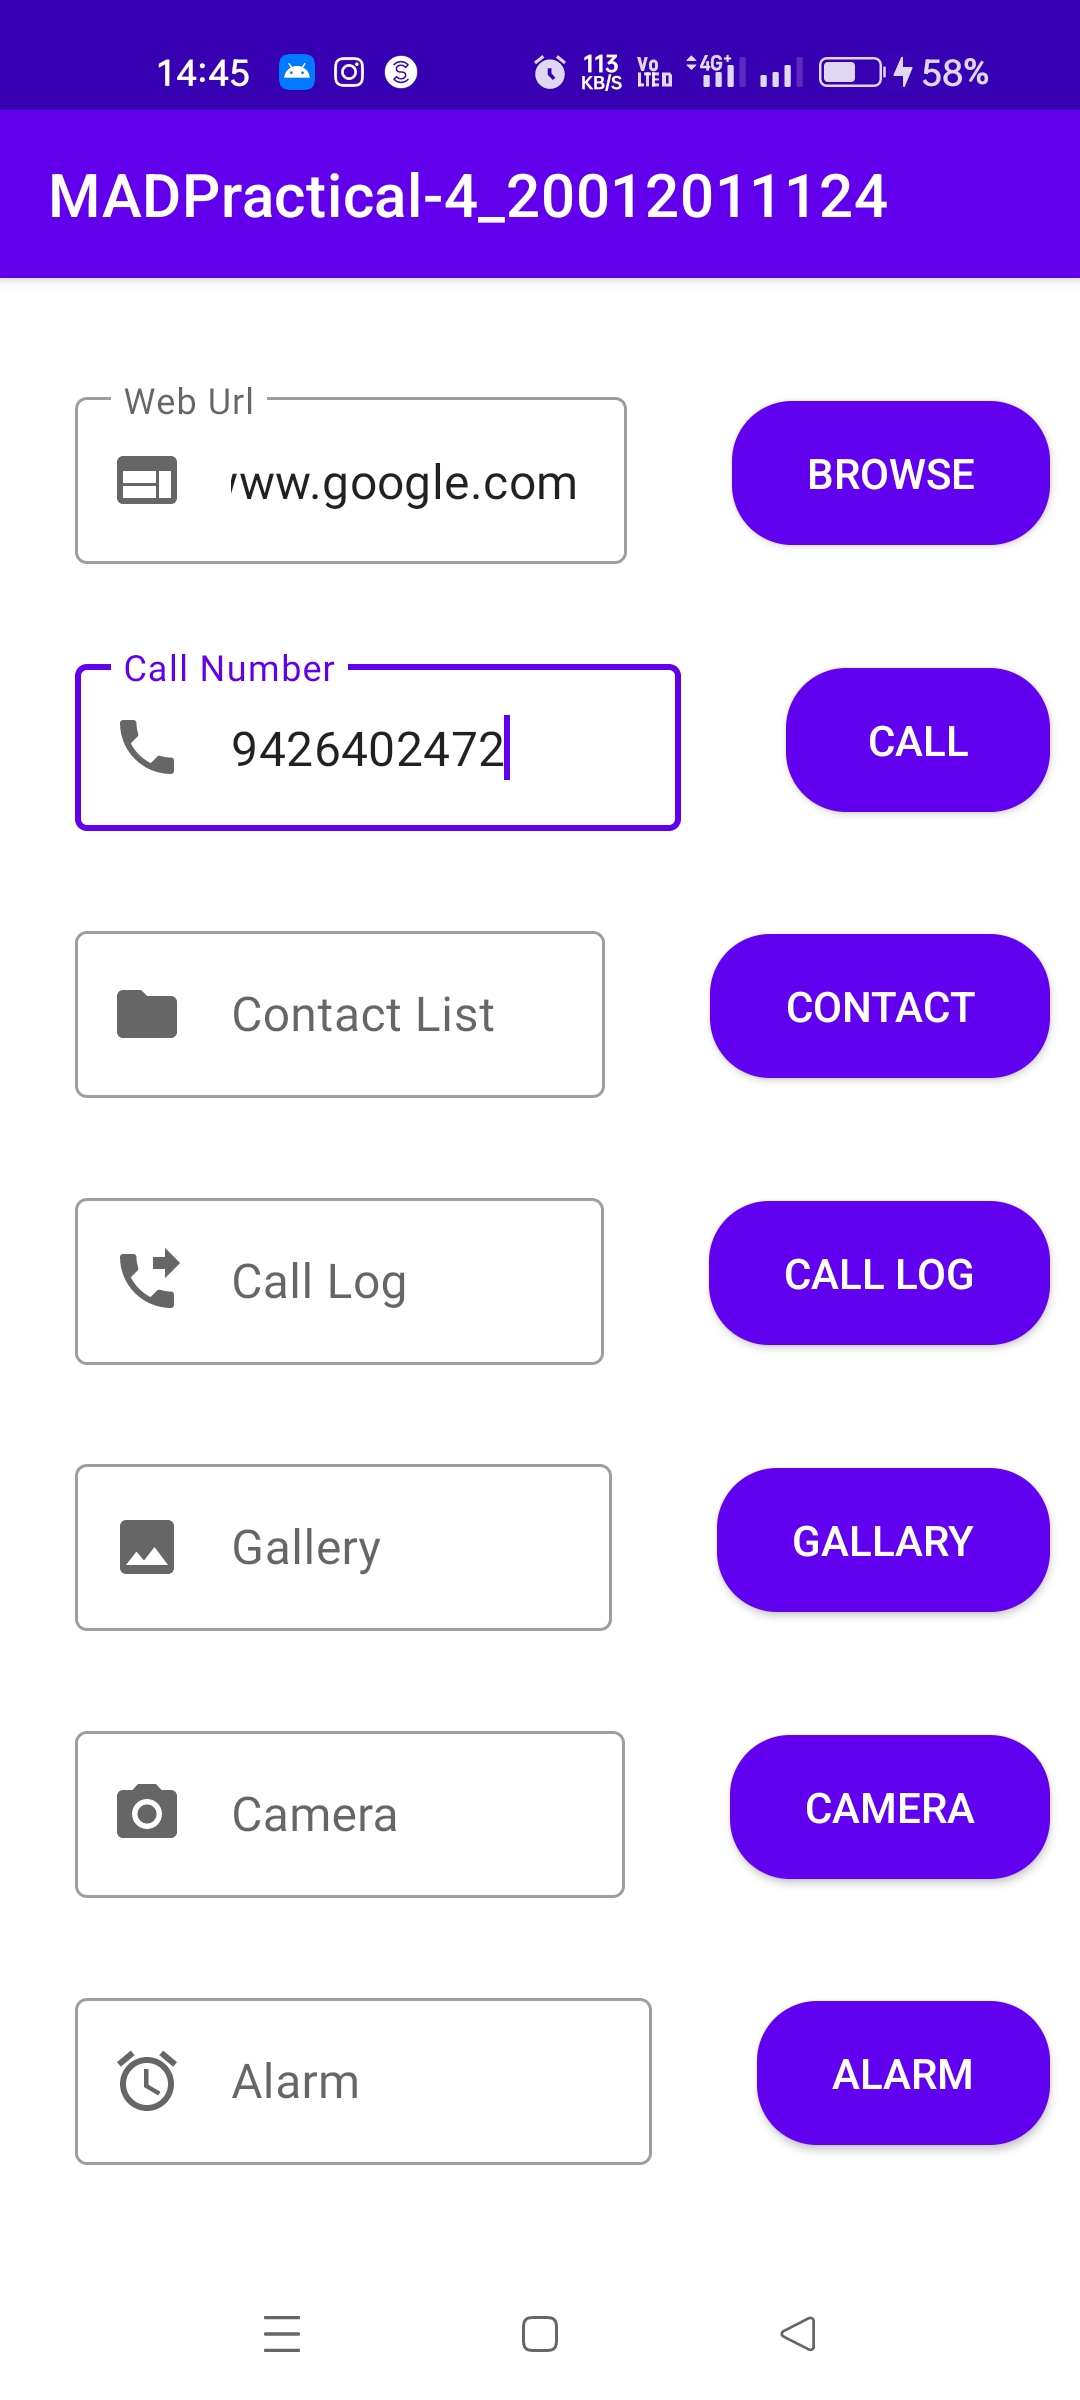 14:45 113 KB/S Vo LTE D 4G+ 58%
MADPractical-4_20012011124
Web Url
www.google.com BROWSE
Call Number
9426402472 CALL
Contact List CONTACT
Call Log CALL LOG
Gallery GALLARY
Camera CAMERA
Alarm ALARM